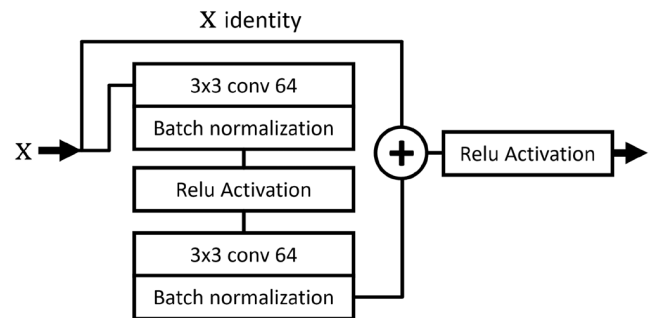 X identity
3x3 conv 64
Batch normalization
X
Relu Activation
3x3 conv 64
Batch normalization
+
Relu Activation